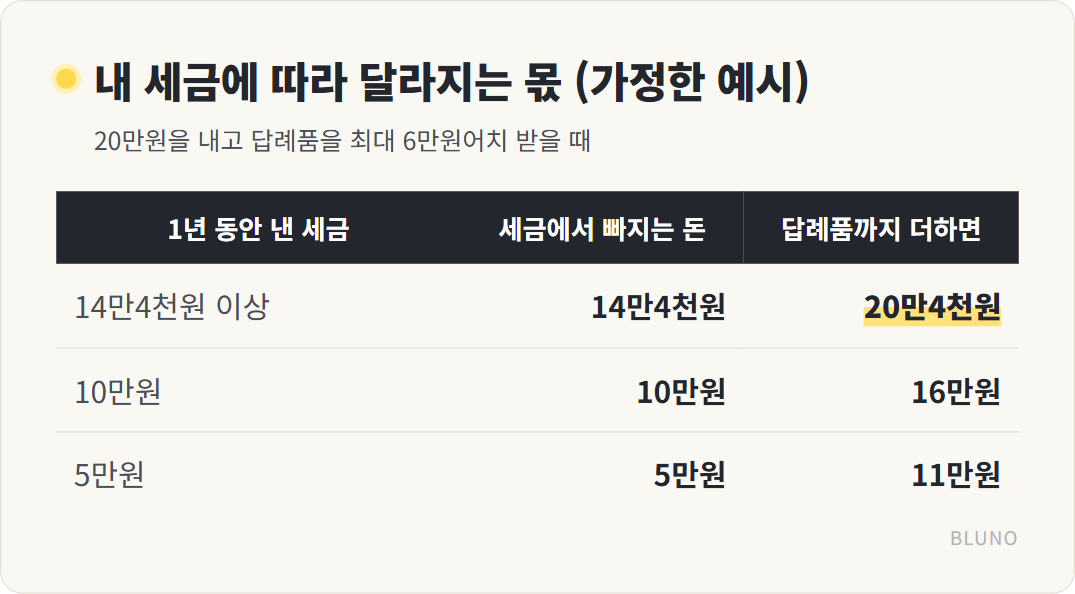 내 세금에 따라 달라지는 몫 (가정한 예시)
20만원을 내고 답례품을 최대 6만원어치 받을 때
1년 동안 낸 세금 세금에서 빠지는 돈 답례품까지 더하면
14만4천원 이상 14만4천원 20만4천원
10만원 10만원 16만원
5만원 5만원 11만원
BLUNO